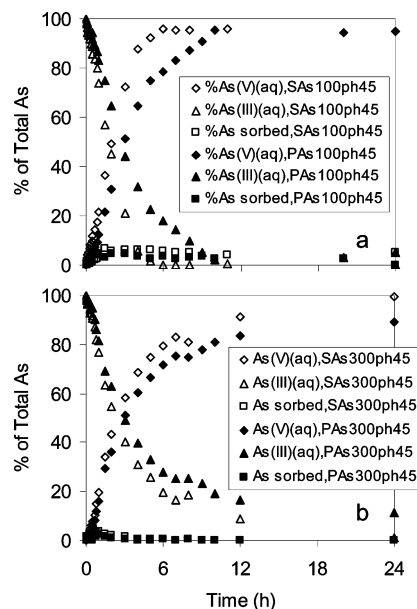 100
80
60
40
20
0
% of Total As
%As(V)(aq),SAs100ph45
%As(III)(aq),SAs100ph45
%As sorbed,SAs100ph45
%As(V)(aq),PAs100ph45
%As(III)(aq),PAs100ph45
%As sorbed,PAs100ph45
a
100
80
60
40
20
0
% of Total As
As(V)(aq),SAs300ph45
As(III)(aq),SAs300ph45
As sorbed,SAs300ph45
As(V)(aq),PAs300ph45
As(III)(aq),PAs300ph45
As sorbed,PAs300ph45
b
0 6 12 18 24
Time (h)